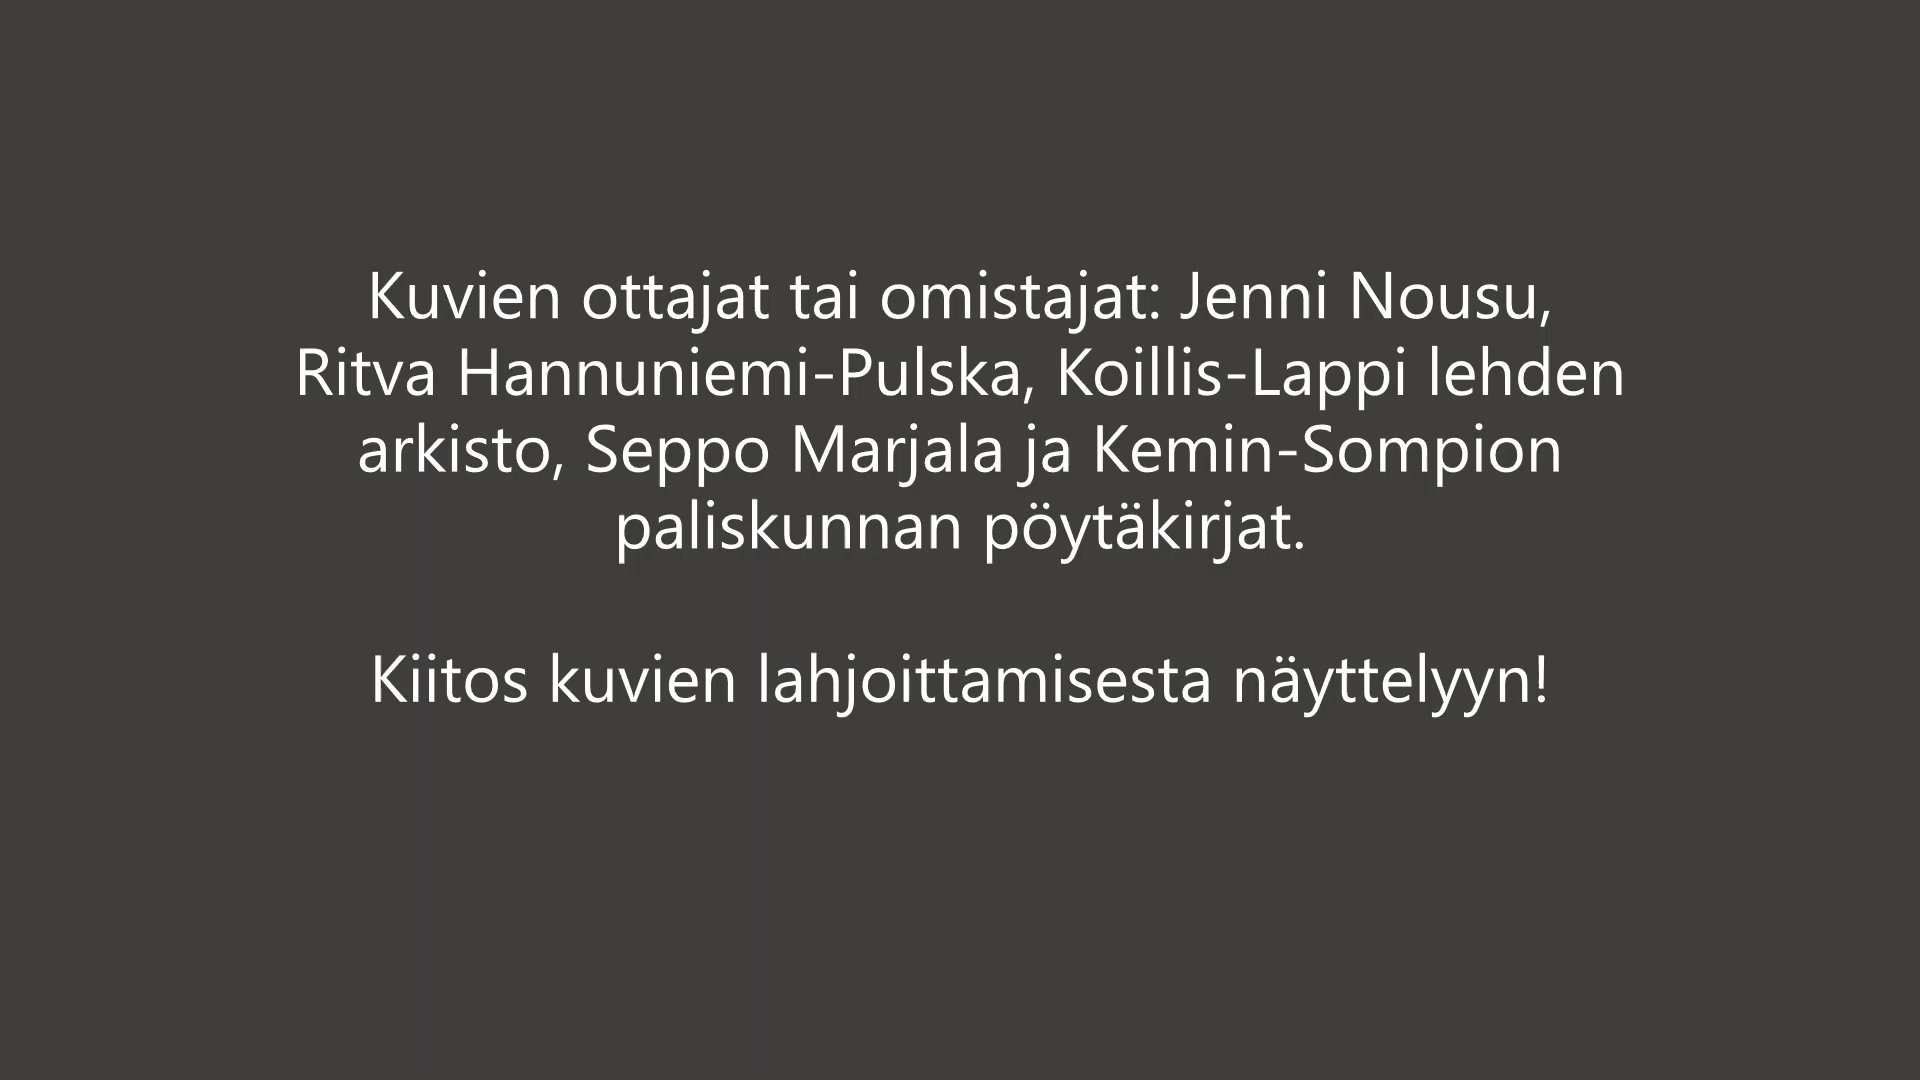 Kuvien ottajat tai omistajat: Jenni Nousu,
Ritva Hannuniemi-Pulska, Koillis-Lappi lehden
arkisto, Seppo Marjala ja Kemin-Sompion
paliskunnan pöytäkirjat.
Kiitos kuvien lahjoittamisesta näyttelyyn!